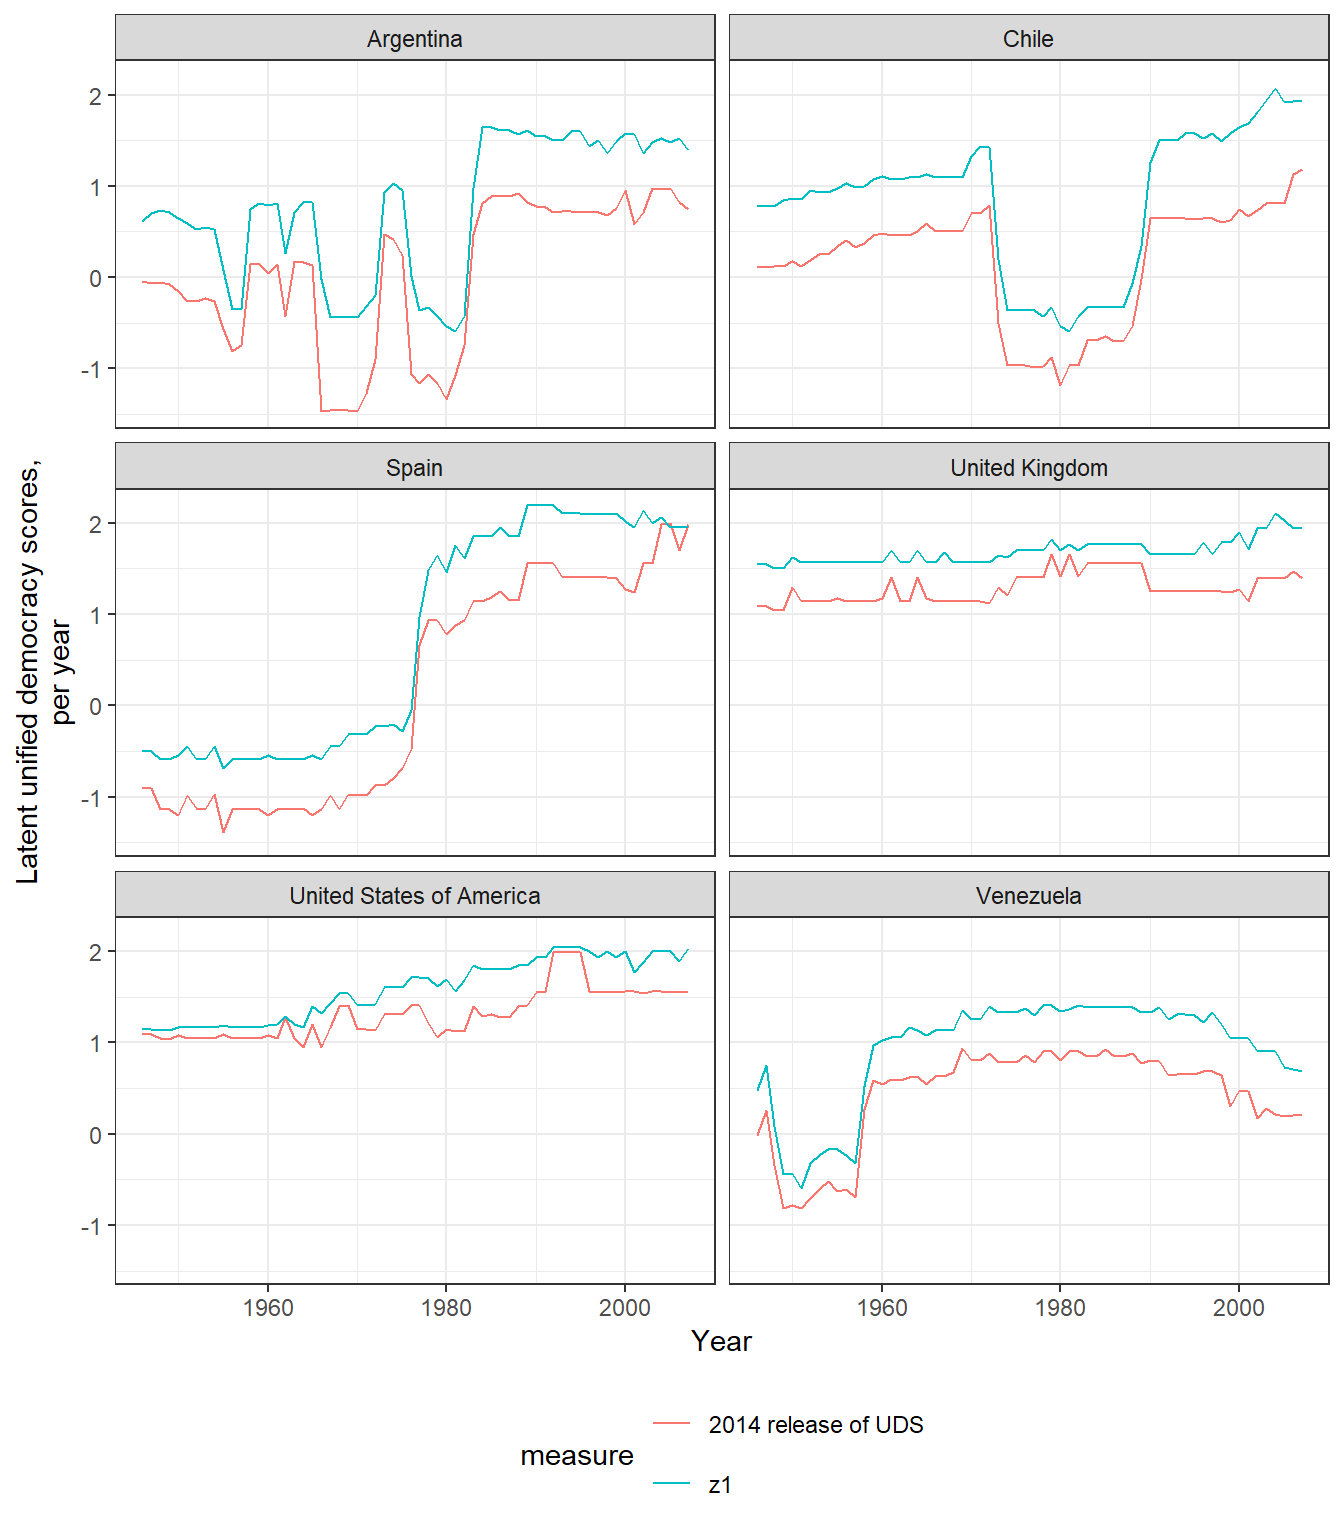 Argentina
Chile
2
1
0
-1
Spain
United Kingdom
2
1
0
-1
Latent unified democracy scores,
per year
United States of America
Venezuela
2
1
0
-1
1960
1980
2000
1960
1980
2000
Year
measure
2014 release of UDS
z1